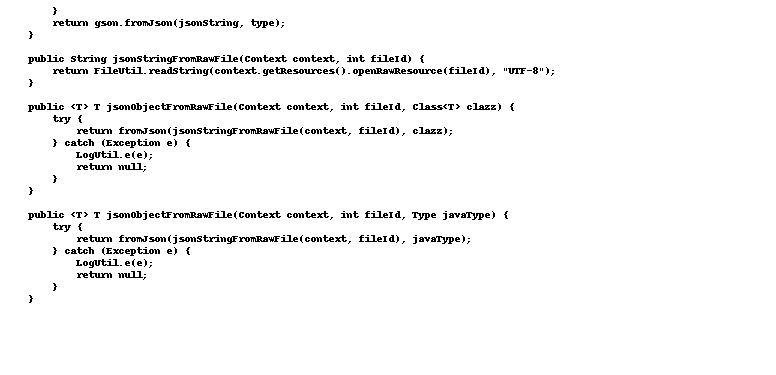 }
    return gson.fromJson(jsonString, type);
}

public String jsonStringFromRawFile(Context context, int fileId) {
    return FileUtil.readString(context.getResources().openRawResource(fileId), "UTF-8");
}

public <T> T jsonObjectFromRawFile(Context context, int fileId, Class<T> clazz) {
    try {
        return fromJson(jsonStringFromRawFile(context, fileId), clazz);
    } catch (Exception e) {
        LogUtil.e(e);
        return null;
    }
}

public <T> T jsonObjectFromRawFile(Context context, int fileId, Type javaType) {
    try {
        return fromJson(jsonStringFromRawFile(context, fileId), javaType);
    } catch (Exception e) {
        LogUtil.e(e);
        return null;
    }
}